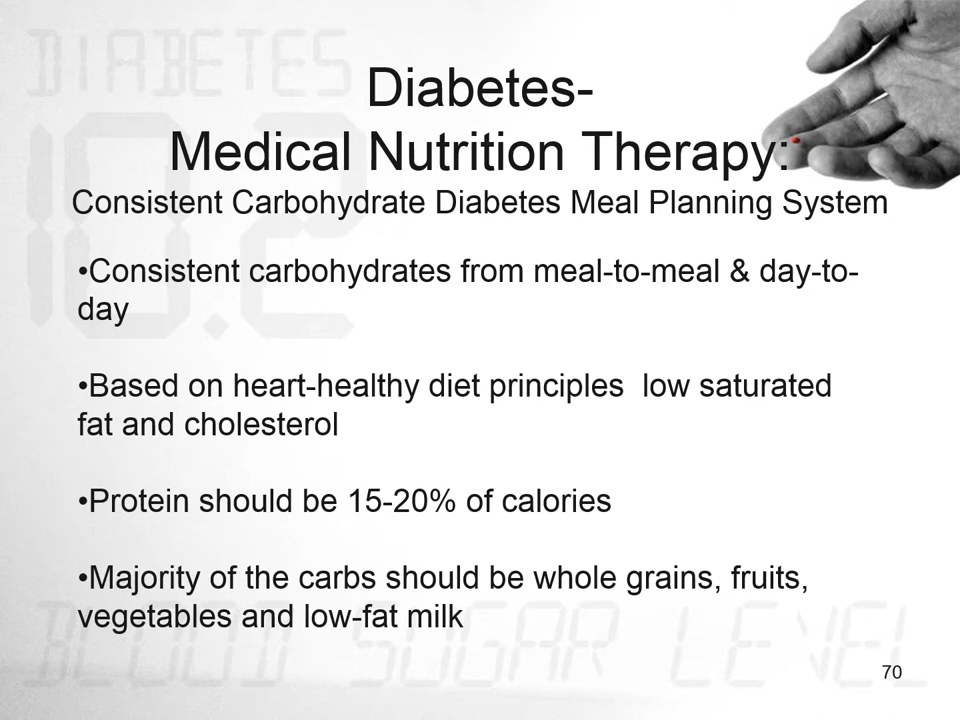 DIABETES
10.2
Diabetes-
Medical Nutrition Therapy:
Consistent Carbohydrate Diabetes Meal Planning System
•Consistent carbohydrates from meal-to-meal & day-to-
day
•Based on heart-healthy diet principles  low saturated
fat and cholesterol
•Protein should be 15-20% of calories
•Majority of the carbs should be whole grains, fruits,
vegetables and low-fat milk
BLOOD SUGAR LEVEL
70